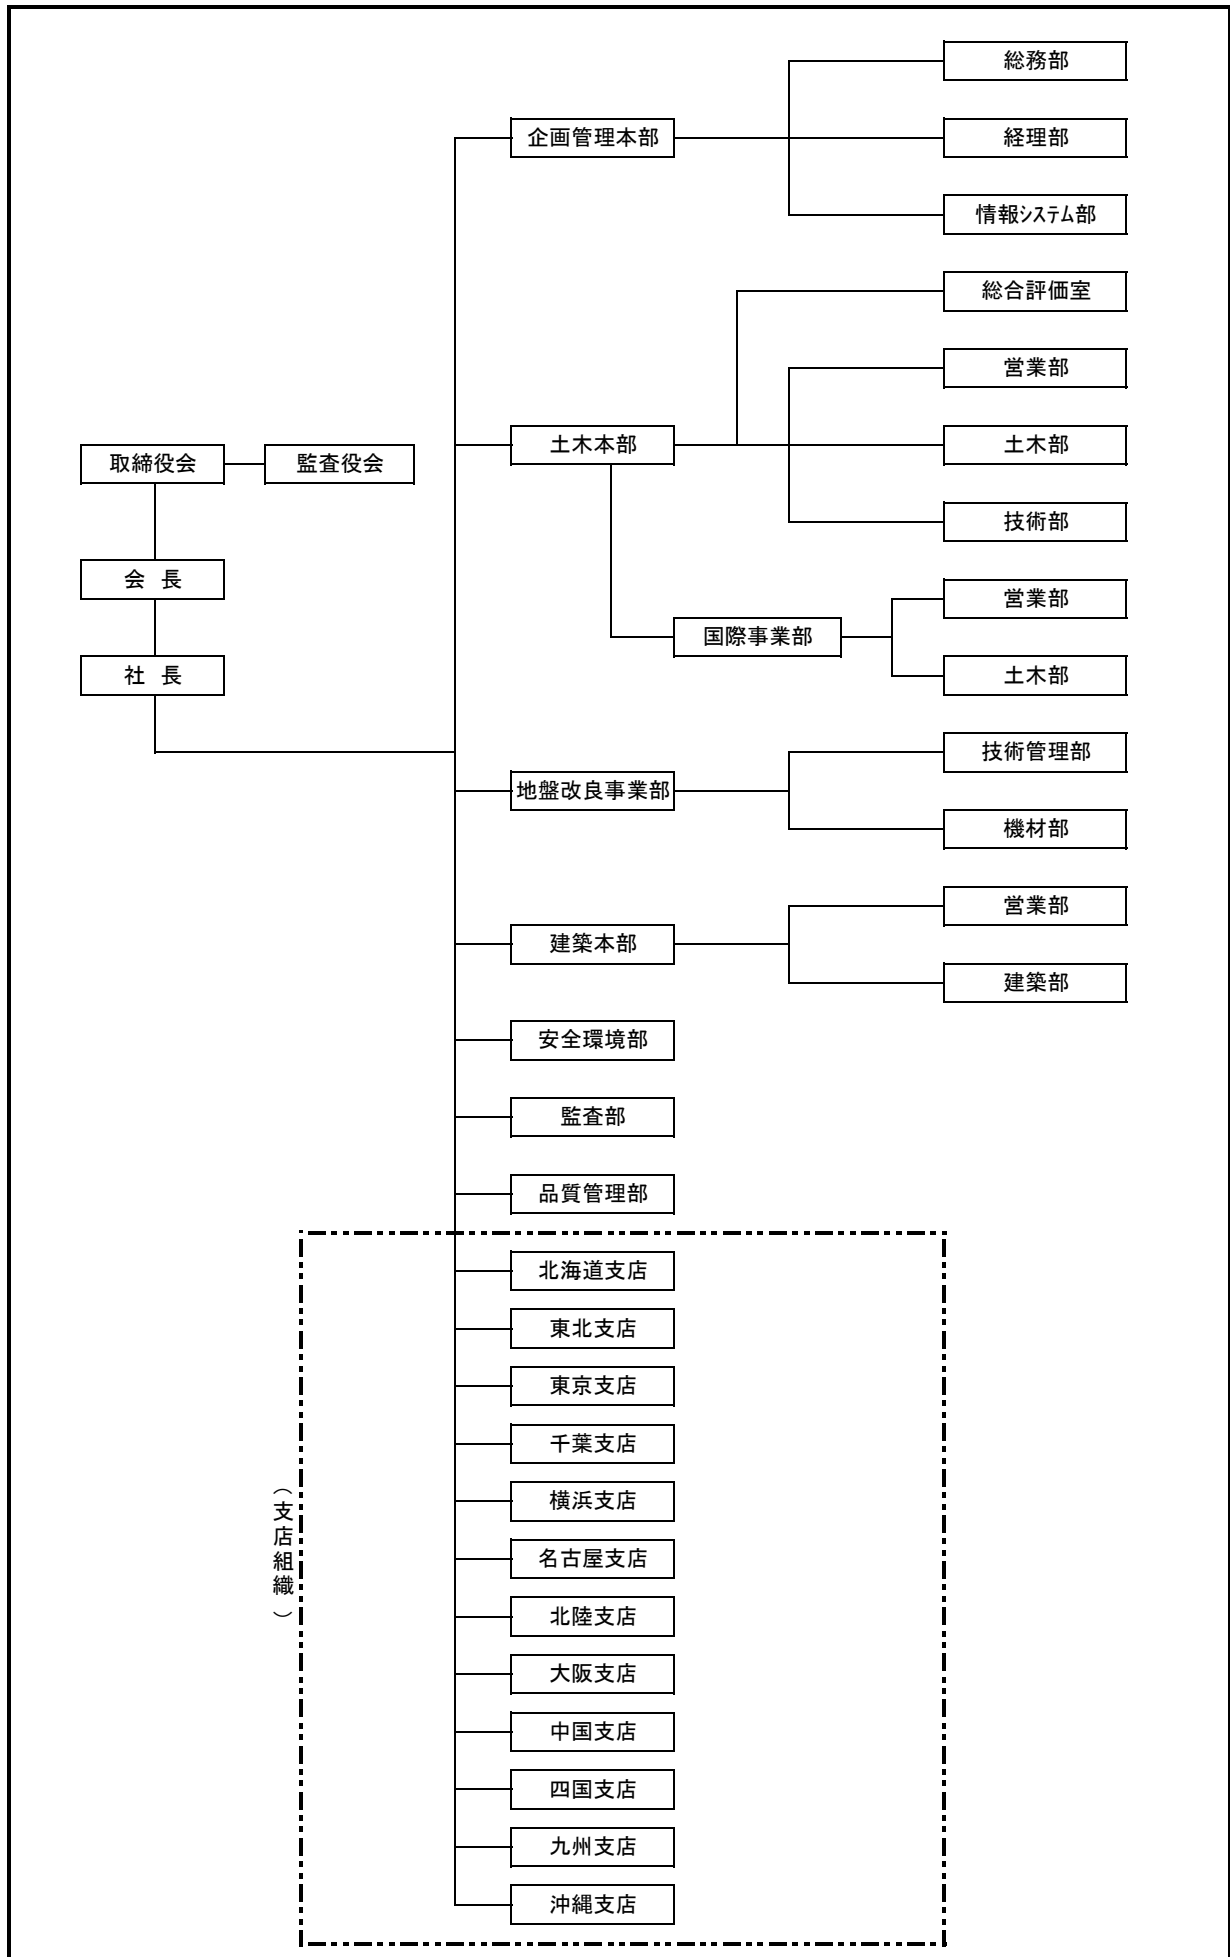 総務部
企画管理本部
経理部
情報ｼｽﾃﾑ部
総合評価室
営業部
土木本部
土木部
取締役会
監査役会
技術部
会 長
営業部
国際事業部
社 長
土木部
技術管理部
地盤改良事業部
機材部
営業部
建築本部
建築部
安全環境部
監査部
品質管理部
（支店組織）
北海道支店
東北支店
東京支店
千葉支店
横浜支店
名古屋支店
北陸支店
大阪支店
中国支店
四国支店
九州支店
沖縄支店